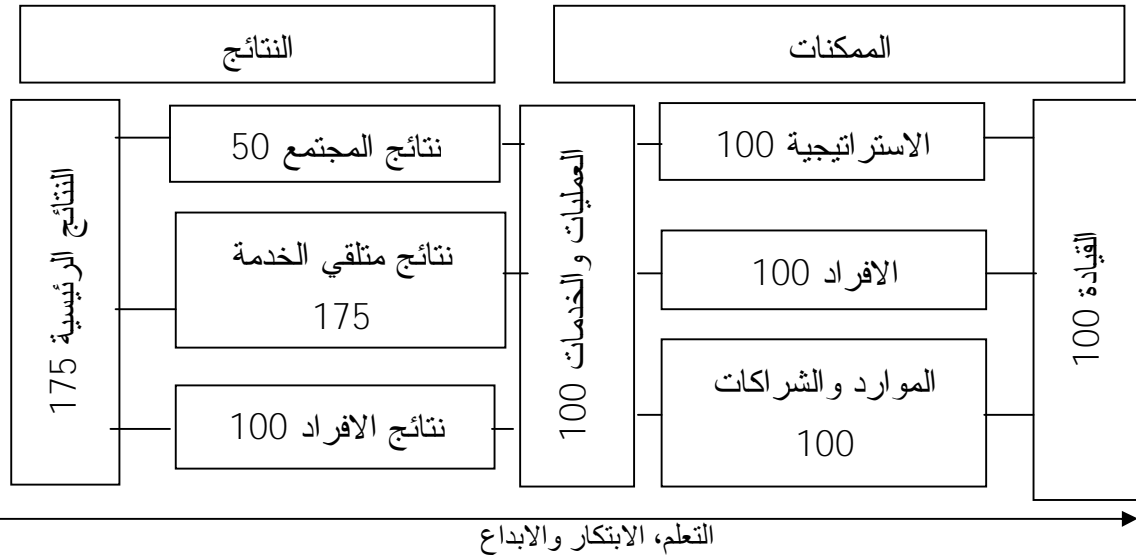 الممكنات
النتائج
القيادة 100
الاستراتيجية 100
الافراد 100
الموارد والشراكات
100
العمليات والخدمات 100
نتائج المجتمع 50
نتائج متلقي الخدمة
175
نتائج الافراد 100
النتائج الرئيسية 175
التعلم، الابتكار والابداع